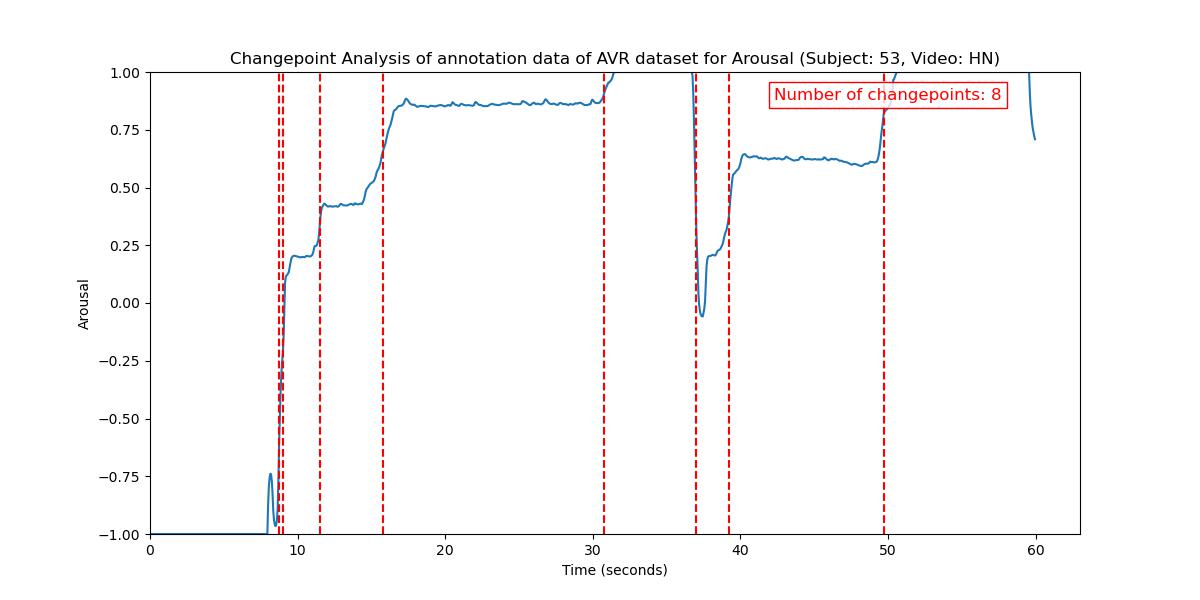 Changepoint Analysis of annotation data of AVR dataset for Arousal (Subject: 53, Video: HN)
Number of changepoints: 8
1.00
0.75
0.50
0.25
0.00
−0.25
−0.50
−0.75
−1.00
Arousal
0 10 20 30 40 50 60
Time (seconds)